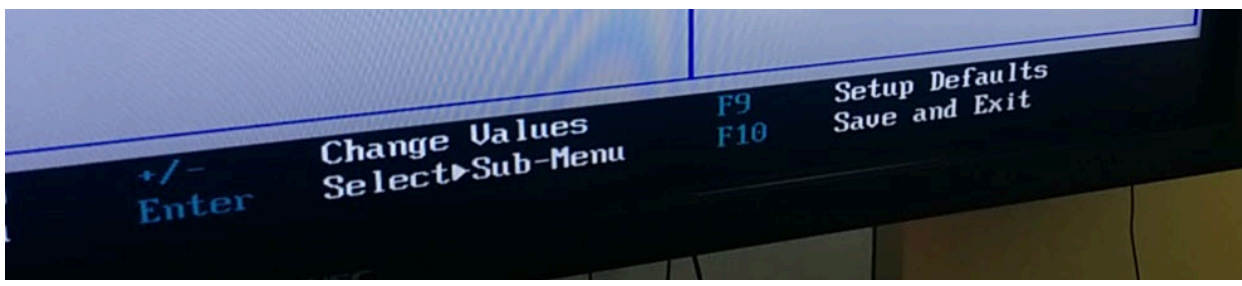 +/- Change Values F9 Setup Defaults
Enter Select▶Sub-Menu F10 Save and Exit